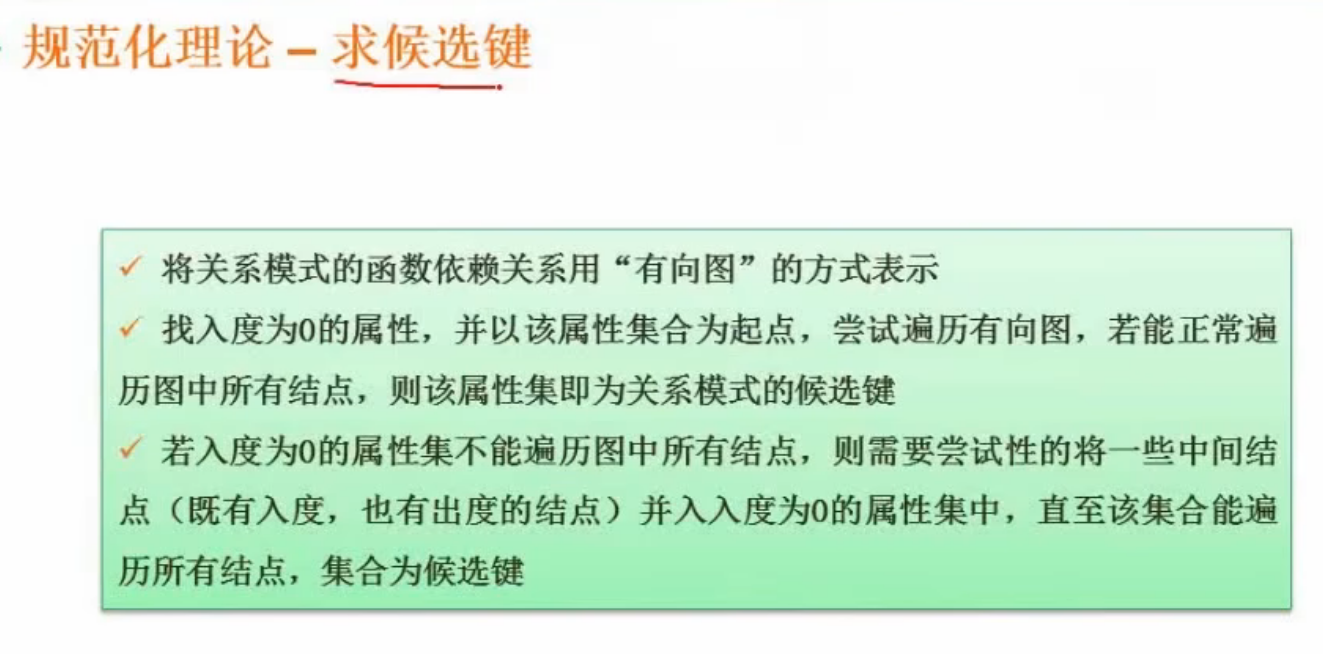 规范化理论 – 求候选键
✓ 将关系模式的函数依赖关系用“有向图”的方式表示
✓ 找入度为0的属性，并以该属性集合为起点，尝试遍历有向图，若能正常遍
历图中所有结点，则该属性集即为关系模式的候选键
✓ 若入度为0的属性集不能遍历图中所有结点，则需要尝试性的将一些中间结
点（既有入度，也有出度的结点）并入入度为0的属性集中，直至该集合能遍
历所有结点，集合为候选键